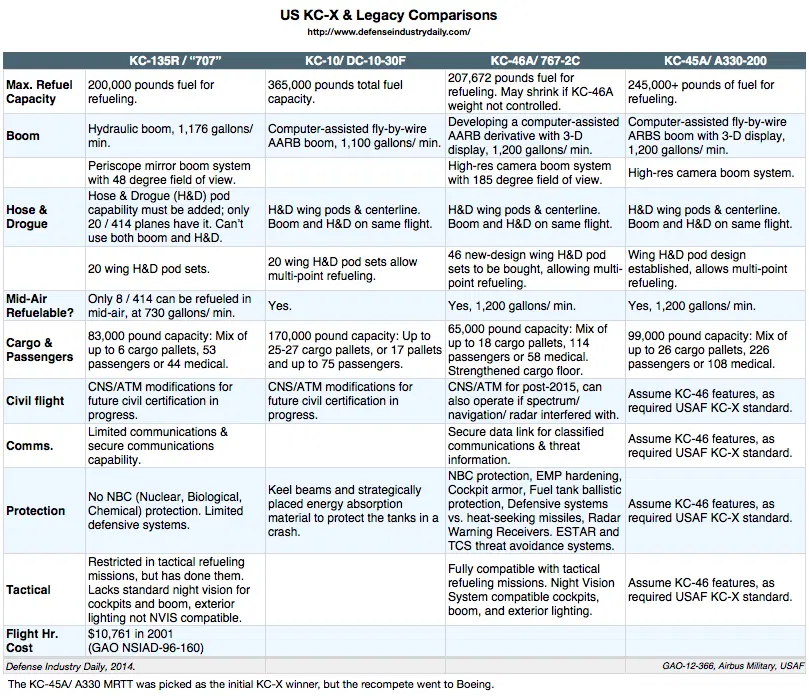 US KC-X & Legacy Comparisons
http://www.defenseindustrydaily.com/
KC-135R / “707”
KC-10/ DC-10-30F
KC-46A/ 767-2C
KC-45A/ A330-200
Max. Refuel
Capacity
200,000 pounds fuel for
refueling.
365,000 pounds total fuel
capacity.
207,672 pounds fuel for
refueling. May shrink if KC-46A
weight not controlled.
245,000+ pounds of fuel for
refueling.
Boom
Hydraulic boom, 1,176 gallons/
min.
Computer-assisted fly-by-wire
AARB boom, 1,100 gallons/ min.
Developing a computer-assisted
AARB derivative with 3-D
display, 1,200 gallons/ min.
Computer-assisted fly-by-wire
ARBS boom with 3-D display,
1,200 gallons/ min.
Periscope mirror boom system
with 48 degree field of view.
High-res camera boom system
with 185 degree field of view.
High-res camera boom system.
Hose &
Drogue
Hose & Drogue (H&D) pod
capability must be added; only
20 / 414 planes have it. Can’t
use both boom and H&D.
H&D wing pods & centerline.
Boom and H&D on same flight.
H&D wing pods & centerline.
Boom and H&D on same flight.
H&D wing pods & centerline.
Boom and H&D on same flight.
20 wing H&D pod sets.
20 wing H&D pod sets allow
multi-point refueling.
46 new-design wing H&D pod
sets to be bought, allowing multi-
point refueling.
Wing H&D pod design
established, allows multi-point
refueling.
Mid-Air
Refuelable?
Only 8 / 414 can be refueled in
mid-air, at 730 gallons/ min.
Yes.
Yes, 1,200 gallons/ min.
Yes, 1,200 gallons/ min.
Cargo &
Passengers
83,000 pound capacity: Mix of
up to 6 cargo pallets, 53
passengers or 44 medical.
170,000 pound capacity: Up to
25-27 cargo pallets, or 17 pallets
and up to 75 passengers.
65,000 pound capacity: Mix of
up to 18 cargo pallets, 114
passengers or 58 medical.
Strengthened cargo floor.
99,000 pound capacity: Mix of
up to 26 cargo pallets, 226
passengers or 108 medical.
Civil flight
CNS/ATM modifications for
future civil certification in
progress.
CNS/ATM modifications for
future civil certification in
progress.
CNS/ATM for post-2015, can
also operate if spectrum/
navigation/ radar interfered with.
Assume KC-46 features, as
required USAF KC-X standard.
Comms.
Limited communications &
secure communications
capability.
Secure data link for classified
communications & threat
information.
Assume KC-46 features, as
required USAF KC-X standard.
Protection
No NBC (Nuclear, Biological,
Chemical) protection. Limited
defensive systems.
Keel beams and strategically
placed energy absorption
material to protect the tanks in a
crash.
NBC protection, EMP hardening,
Cockpit armor, Fuel tank ballistic
protection, Defensive systems
vs. heat-seeking missiles, Radar
Warning Receivers. ESTAR and
TCS threat avoidance systems.
Assume KC-46 features, as
required USAF KC-X standard.
Tactical
Restricted in tactical refueling
missions, but has done them.
Lacks standard night vision for
cockpits and boom, exterior
lighting not NVIS compatible.
Fully compatible with tactical
refueling missions. Night Vision
System compatible cockpits,
boom, and exterior lighting.
Assume KC-46 features, as
required USAF KC-X standard.
Flight Hr.
Cost
$10,761 in 2001
(GAO NSIAD-96-160)
Defense Industry Daily, 2014.
GAO-12-366, Airbus Military, USAF
The KC-45A/ A330 MRTT was picked as the initial KC-X winner, but the recompete went to Boeing.